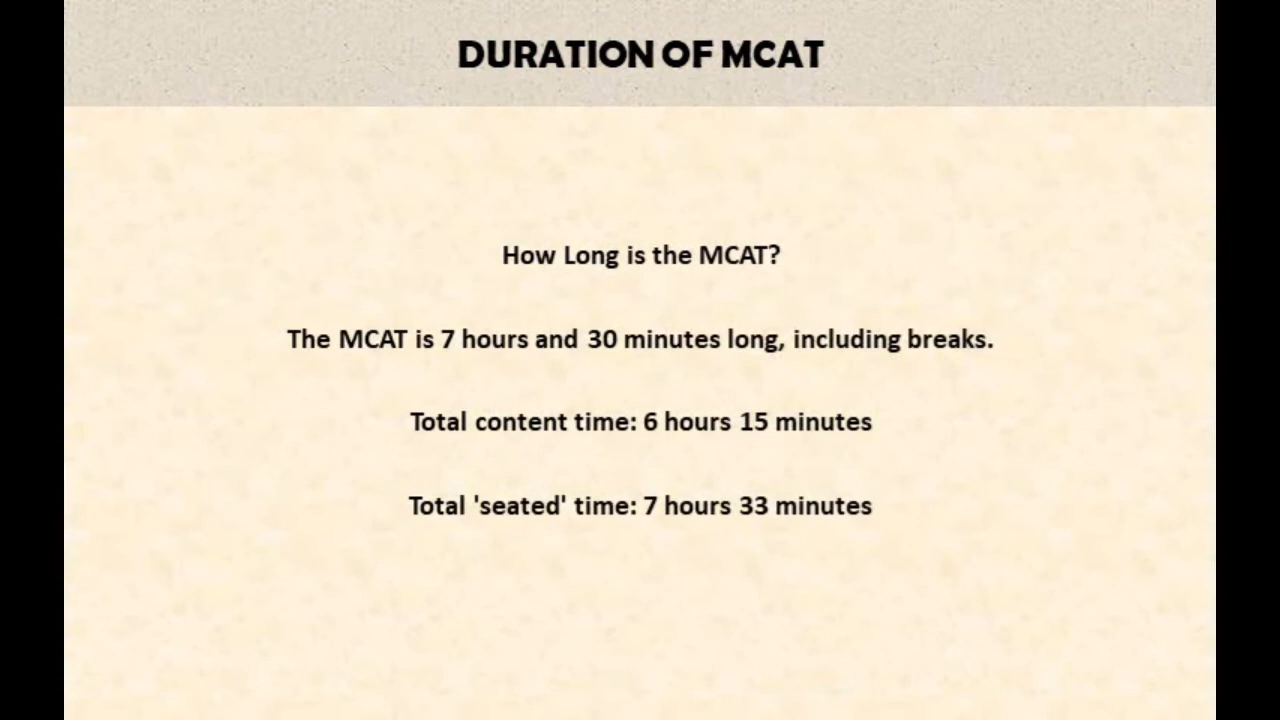 DURATION OF MCAT
How Long is the MCAT?
The MCAT is 7 hours and 30 minutes long, including breaks.
Total content time: 6 hours 15 minutes
Total 'seated' time: 7 hours 33 minutes